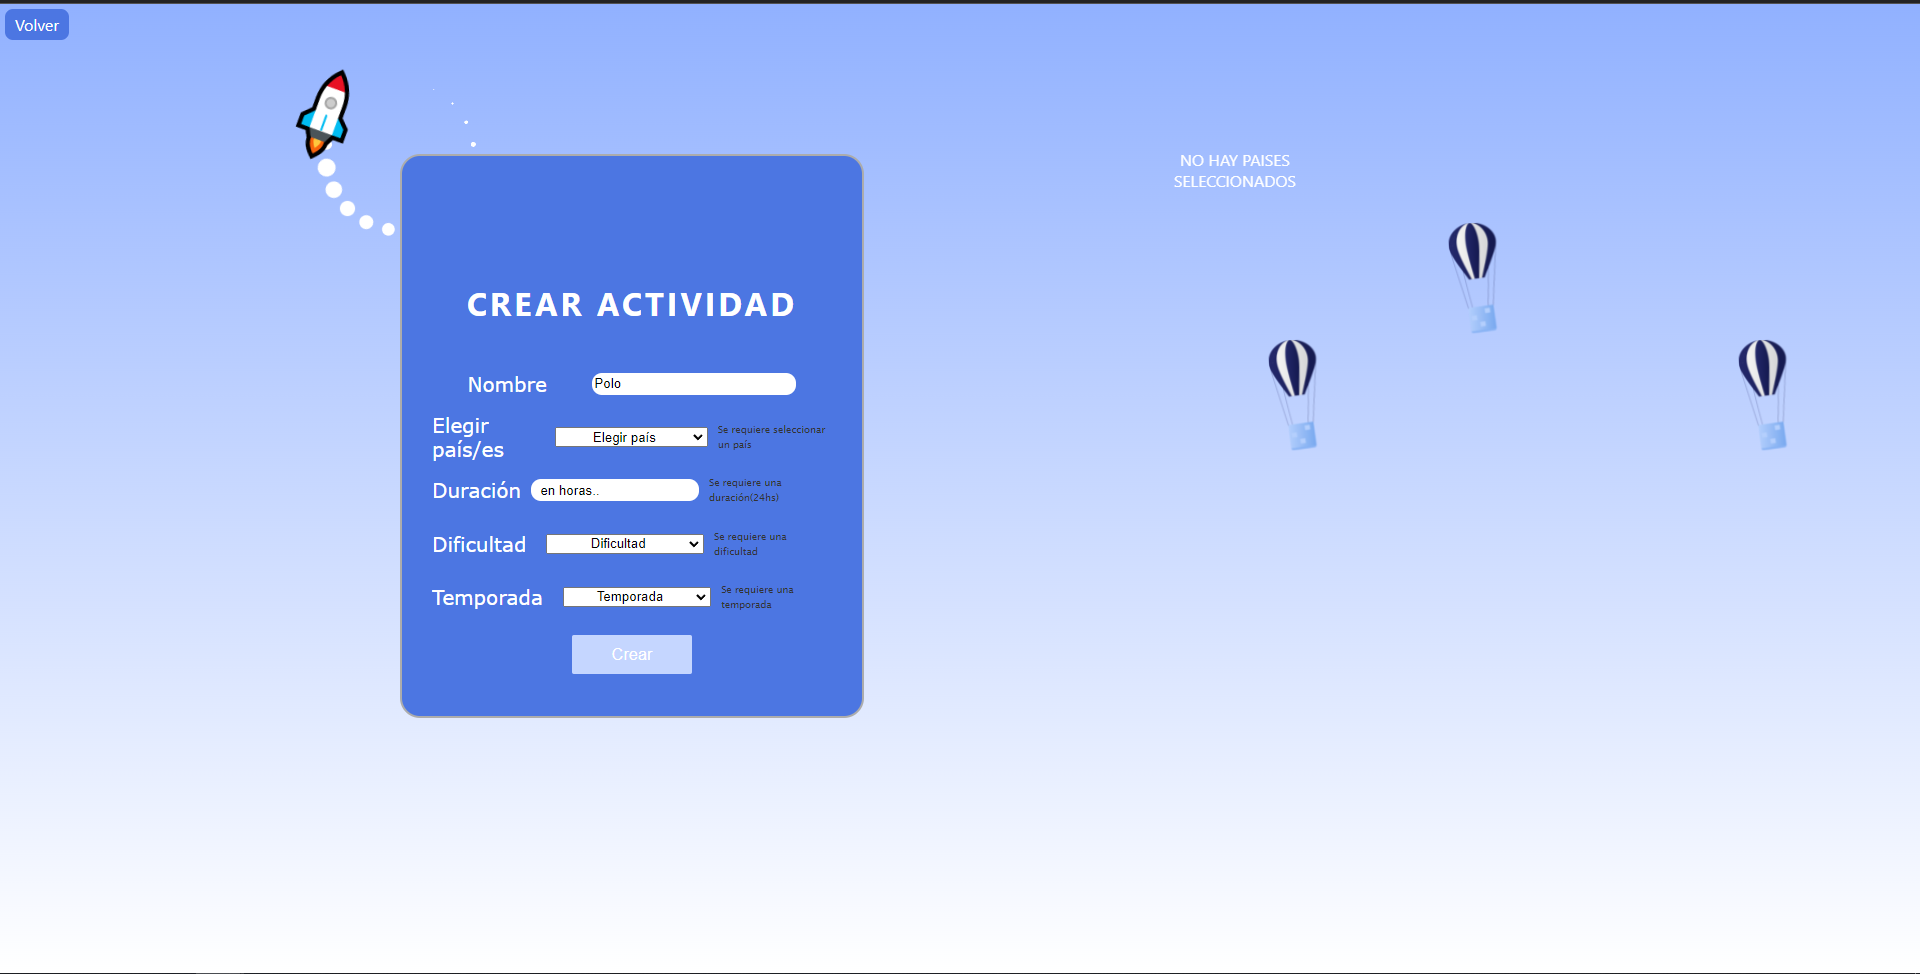 Volver
NO HAY PAISES
SELECCIONADOS
CREAR ACTIVIDAD
Nombre
Polo
Elegir
país/es
Elegir país
Se requiere seleccionar
un país
Duración
en horas..
Se requiere una
duración(24hs)
Dificultad
Dificultad
Se requiere una
dificultad
Temporada
Temporada
Se requiere una
temporada
Crear